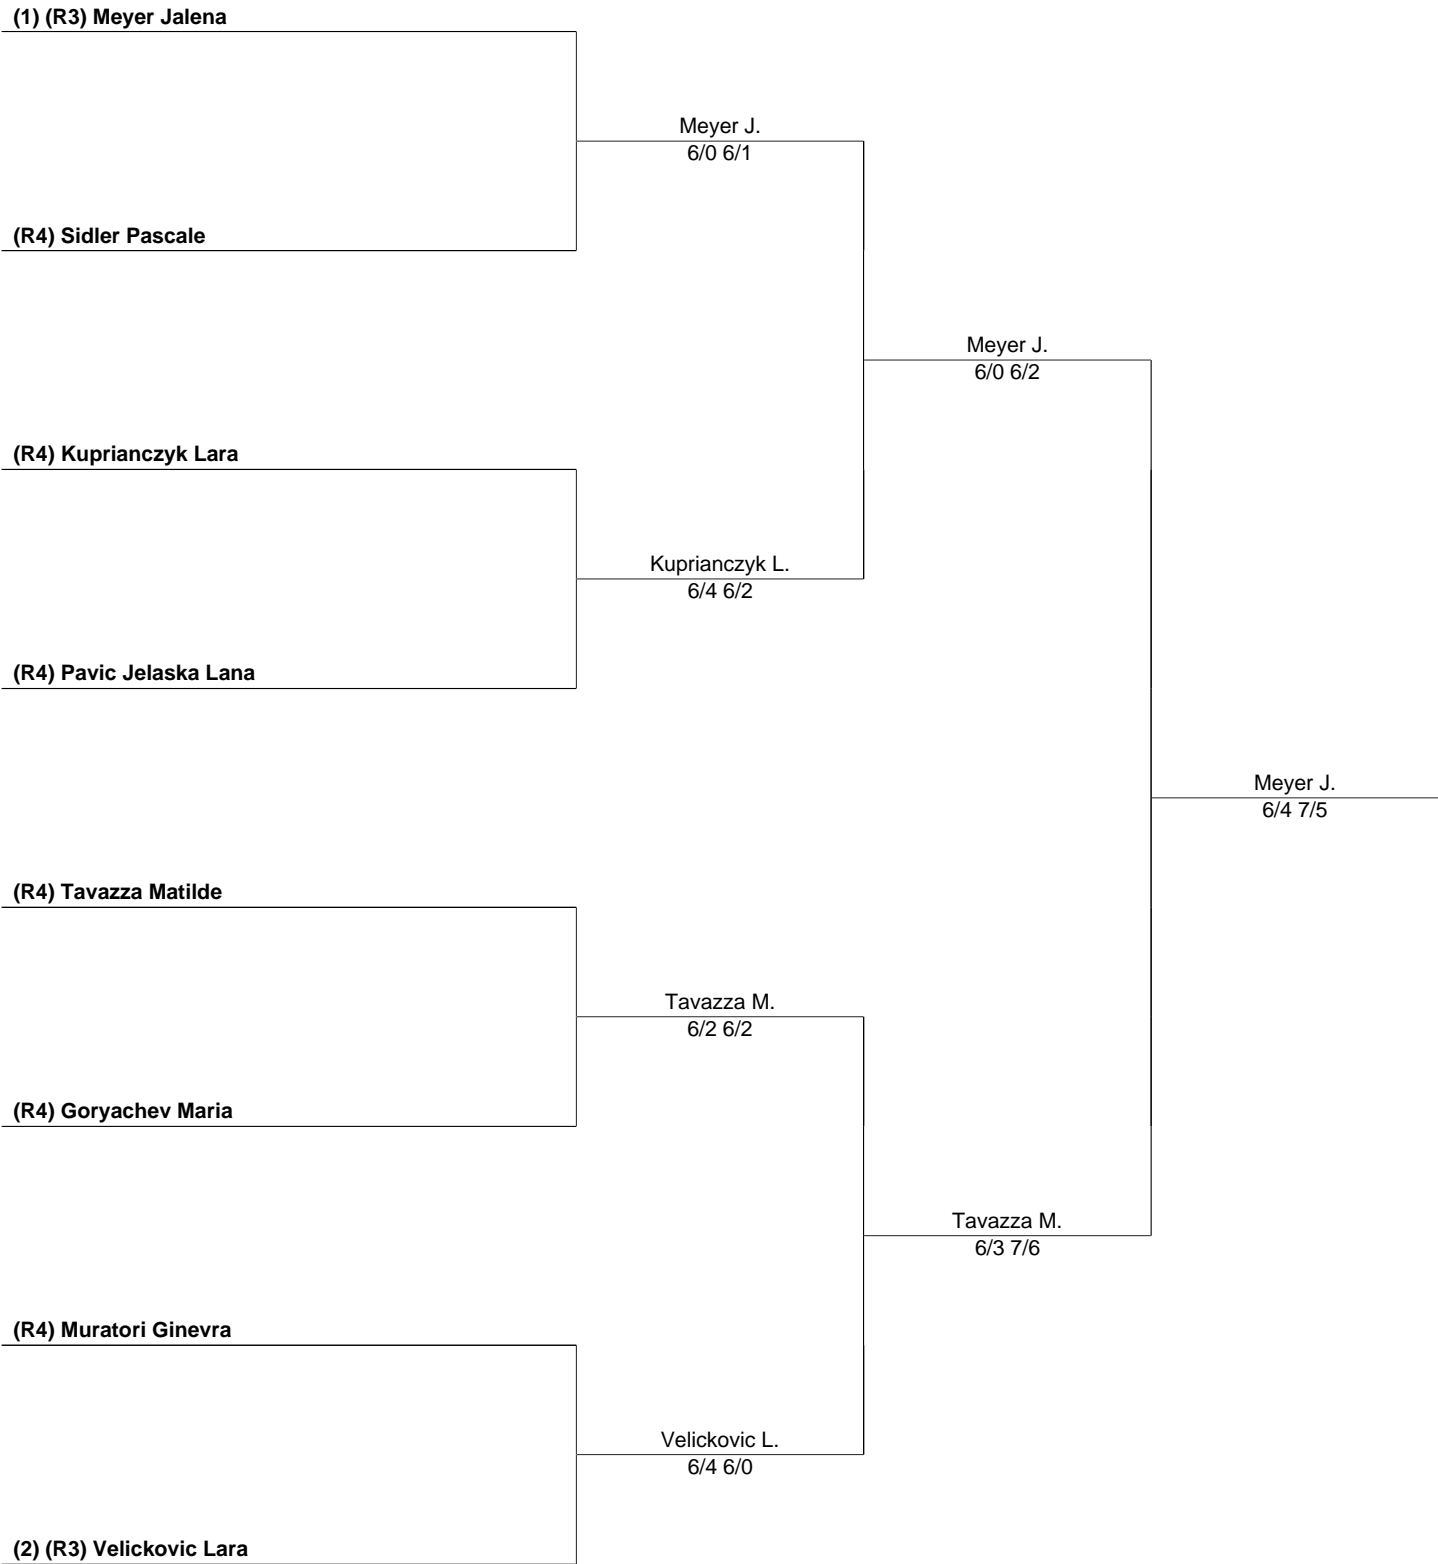 (1) (R3) Meyer Jalena
Meyer J.
6/0 6/1
(R4) Sidler Pascale
Meyer J.
6/0 6/2
(R4) Kuprianczyk Lara
Kuprianczyk L.
6/4 6/2
(R4) Pavic Jelaska Lana
Meyer J.
6/4 7/5
(R4) Tavazza Matilde
Tavazza M.
6/2 6/2
(R4) Goryachev Maria
Tavazza M.
6/3 7/6
(R4) Muratori Ginevra
Velickovic L.
6/4 6/0
(2) (R3) Velickovic Lara